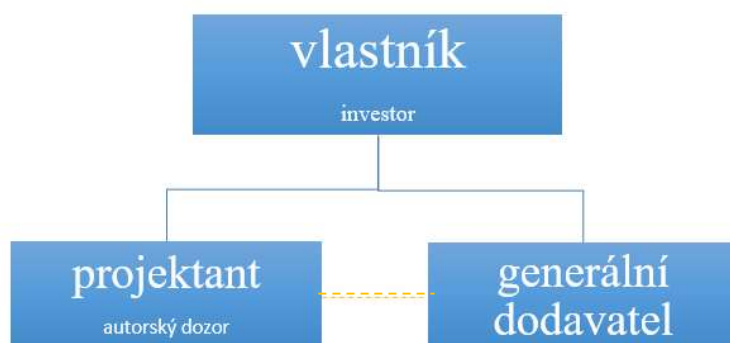 vlastník
investor
projektant
autorský dozor
generální
dodavatel